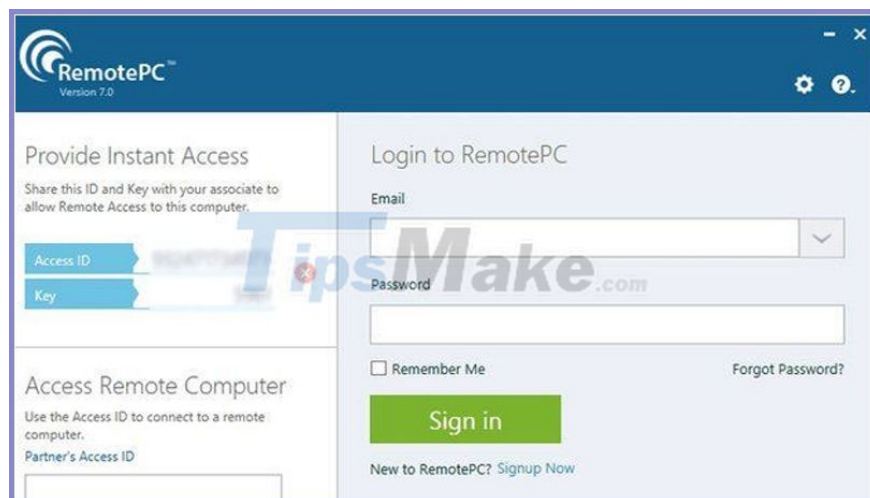 RemotePC™
Version 7.0
Provide Instant Access
Share this ID and Key with your associate to
allow Remote Access to this computer.
Access ID
Key
Access Remote Computer
Use the Access ID to connect to a remote
computer.
Partner's Access ID
Login to RemotePC
Email
Password
Remember Me
Forgot Password?
Sign in
New to RemotePC? Signup Now
TipsMake.com